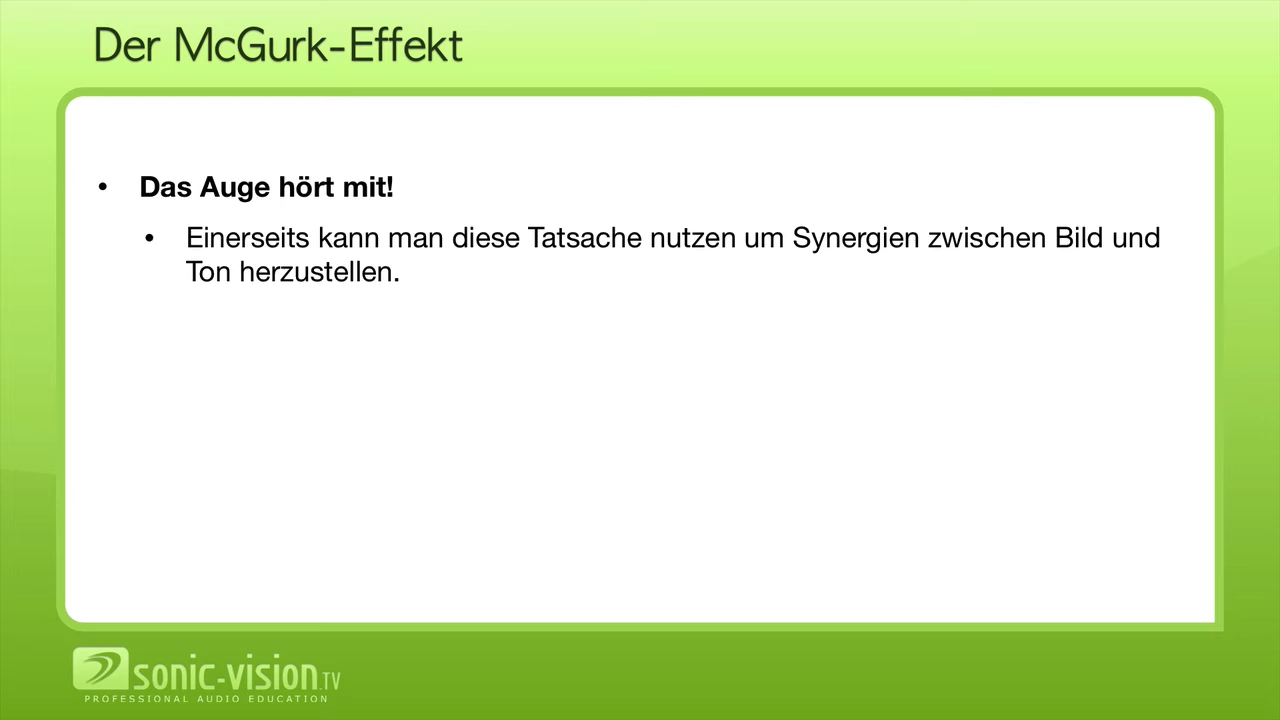 Der McGurk-Effekt
• Das Auge hört mit!
• Einerseits kann man diese Tatsache nutzen um Synergien zwischen Bild und
Ton herzustellen.
sonic-vision.TV
PROFESSIONAL AUDIO EDUCATION